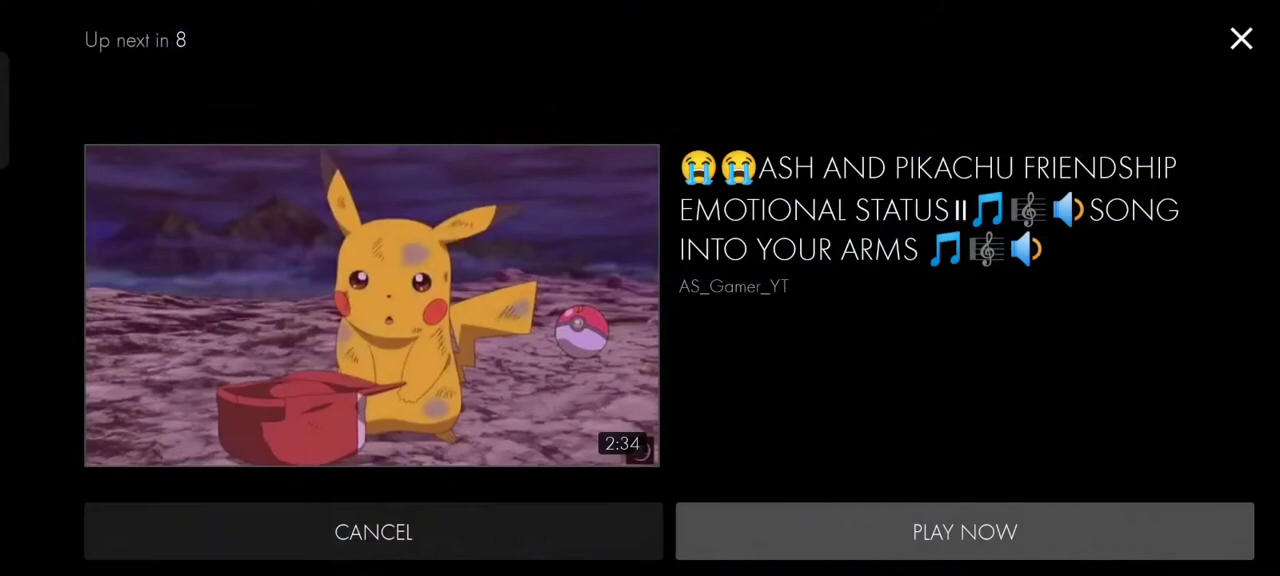 Up next in 8
😭😭ASH AND PIKACHU FRIENDSHIP
EMOTIONAL STATUS॥🎵🎼🔉SONG
INTO YOUR ARMS 🎵🎼🔉
AS_Gamer_YT
2:34
CANCEL
PLAY NOW